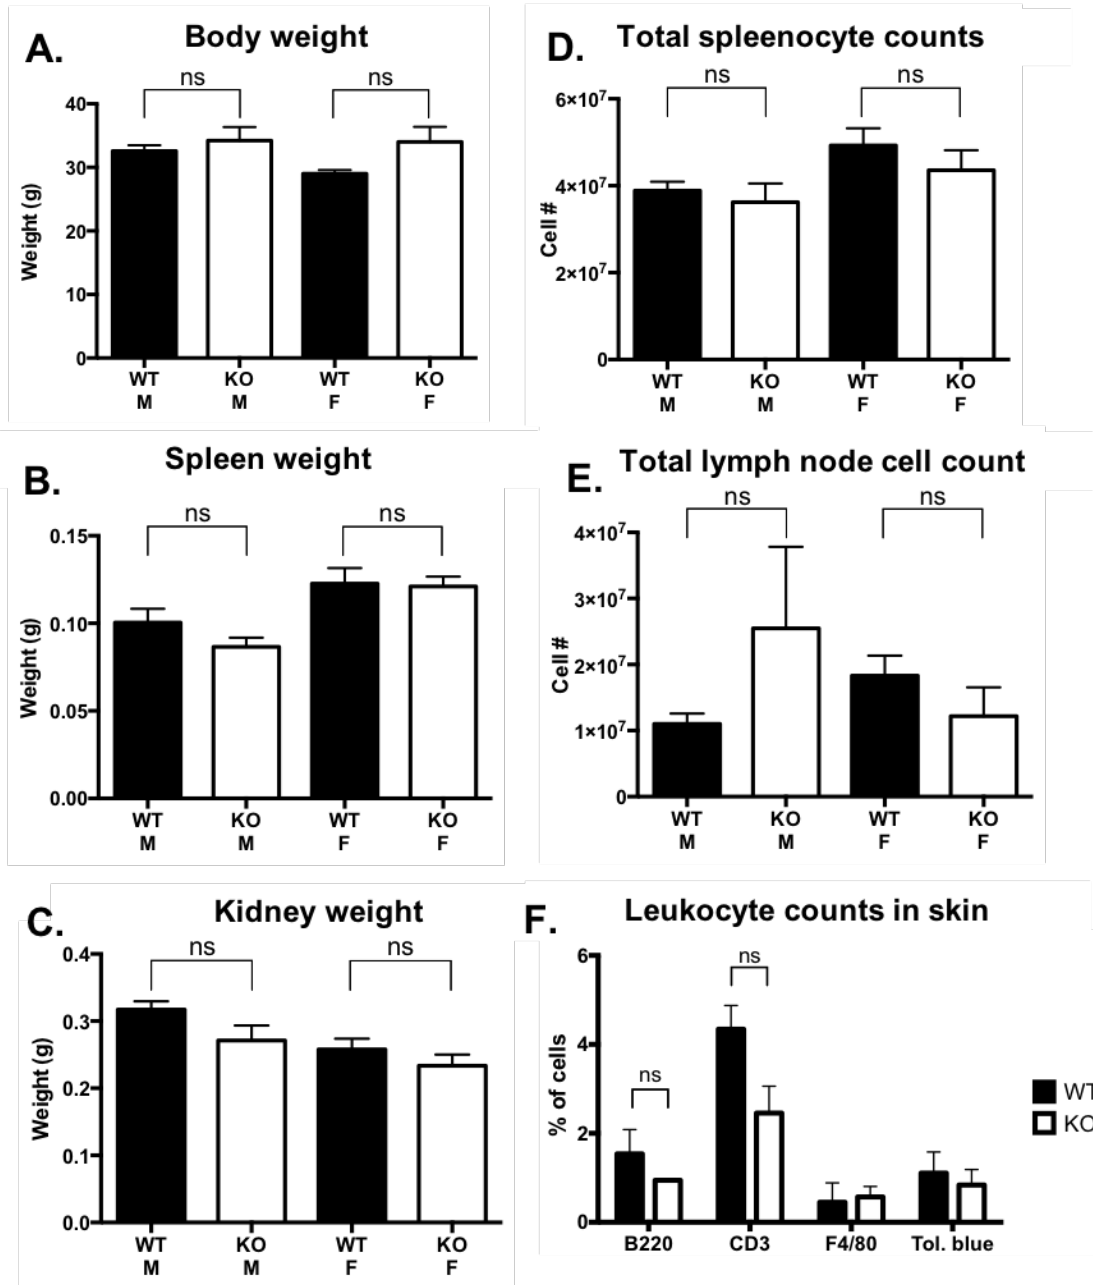 A.
Body weight
ns
ns
40
30
20
10
0
Weight (g)
WT KO WT KO
M M F F
D.
Total spleenocyte counts
ns
ns
6×10⁷
4×10⁷
2×10⁷
0
Cell #
WT KO WT KO
M M F F
B.
Spleen weight
ns
ns
0.15
0.10
0.05
0.00
Weight (g)
WT KO WT KO
M M F F
E.
Total lymph node cell count
ns
ns
4×10⁷
3×10⁷
2×10⁷
1×10⁷
0
Cell #
WT KO WT KO
M M F F
C.
Kidney weight
ns
ns
0.4
0.3
0.2
0.1
0.0
Weight (g)
WT KO WT KO
M M F F
F.
Leukocyte counts in skin
ns
ns
6
4
2
0
% of cells
B220 CD3 F4/80 Tol. blue
WT
KO